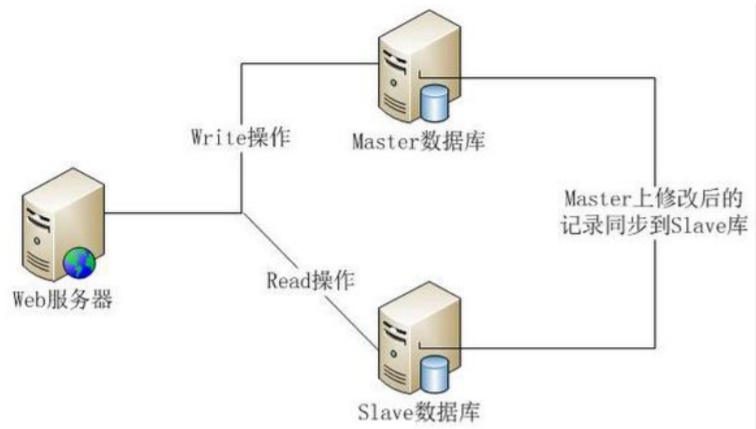 Write操作
Master数据库
Master上修改后的
记录同步到Slave库
Read操作
Web服务器
Slave数据库